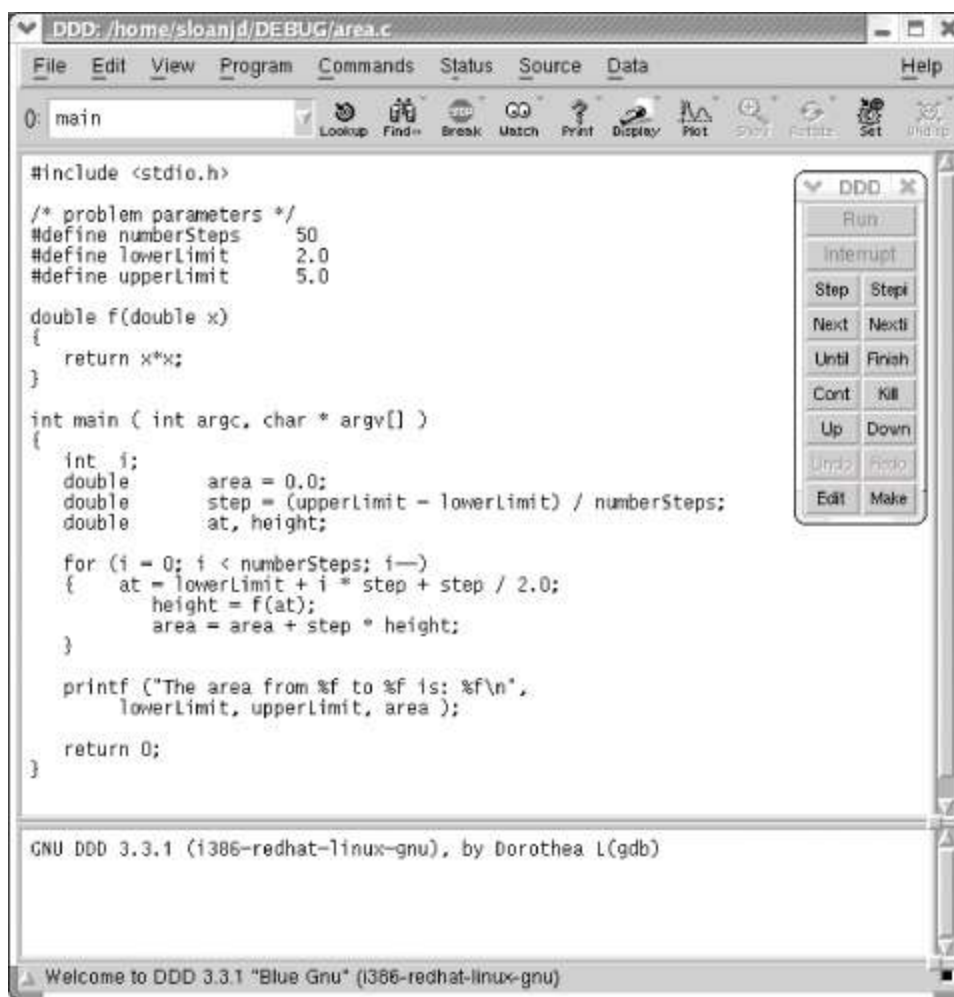 DDD: /home/sloanjd/DEBUG/area.c
File Edit View Program Commands Status Source Data Help
(): main
Lookup Find Break Watch Print Display Plot Show Rotate Set Undisp
#include <stdio.h>
/* problem parameters */
#define numberSteps 50
#define lowerLimit 2.0
#define upperLimit 5.0
double f(double x)
{
return x*x;
}
int main ( int argc, char * argv[] )
{
int i;
double area = 0.0;
double step = (upperLimit - lowerLimit) / numberSteps;
double at, height;
for (i = 0; i < numberSteps; i--)
{ at = lowerLimit + i * step + step / 2.0;
height = f(at);
area = area + step * height;
}
printf ("The area from %f to %f is: %f\n",
lowerLimit, upperLimit, area );
return 0;
}
DDD
Run
Interrupt
Step Stepi
Next Nexti
Until Finish
Cont Kill
Up Down
Undo Redo
Edit Make
GNU DDD 3.3.1 (i386-redhat-linux-gnu), by Dorothea L(gdb)
Welcome to DDD 3.3.1 "Blue Gnu" (i386-redhat-linux-gnu)